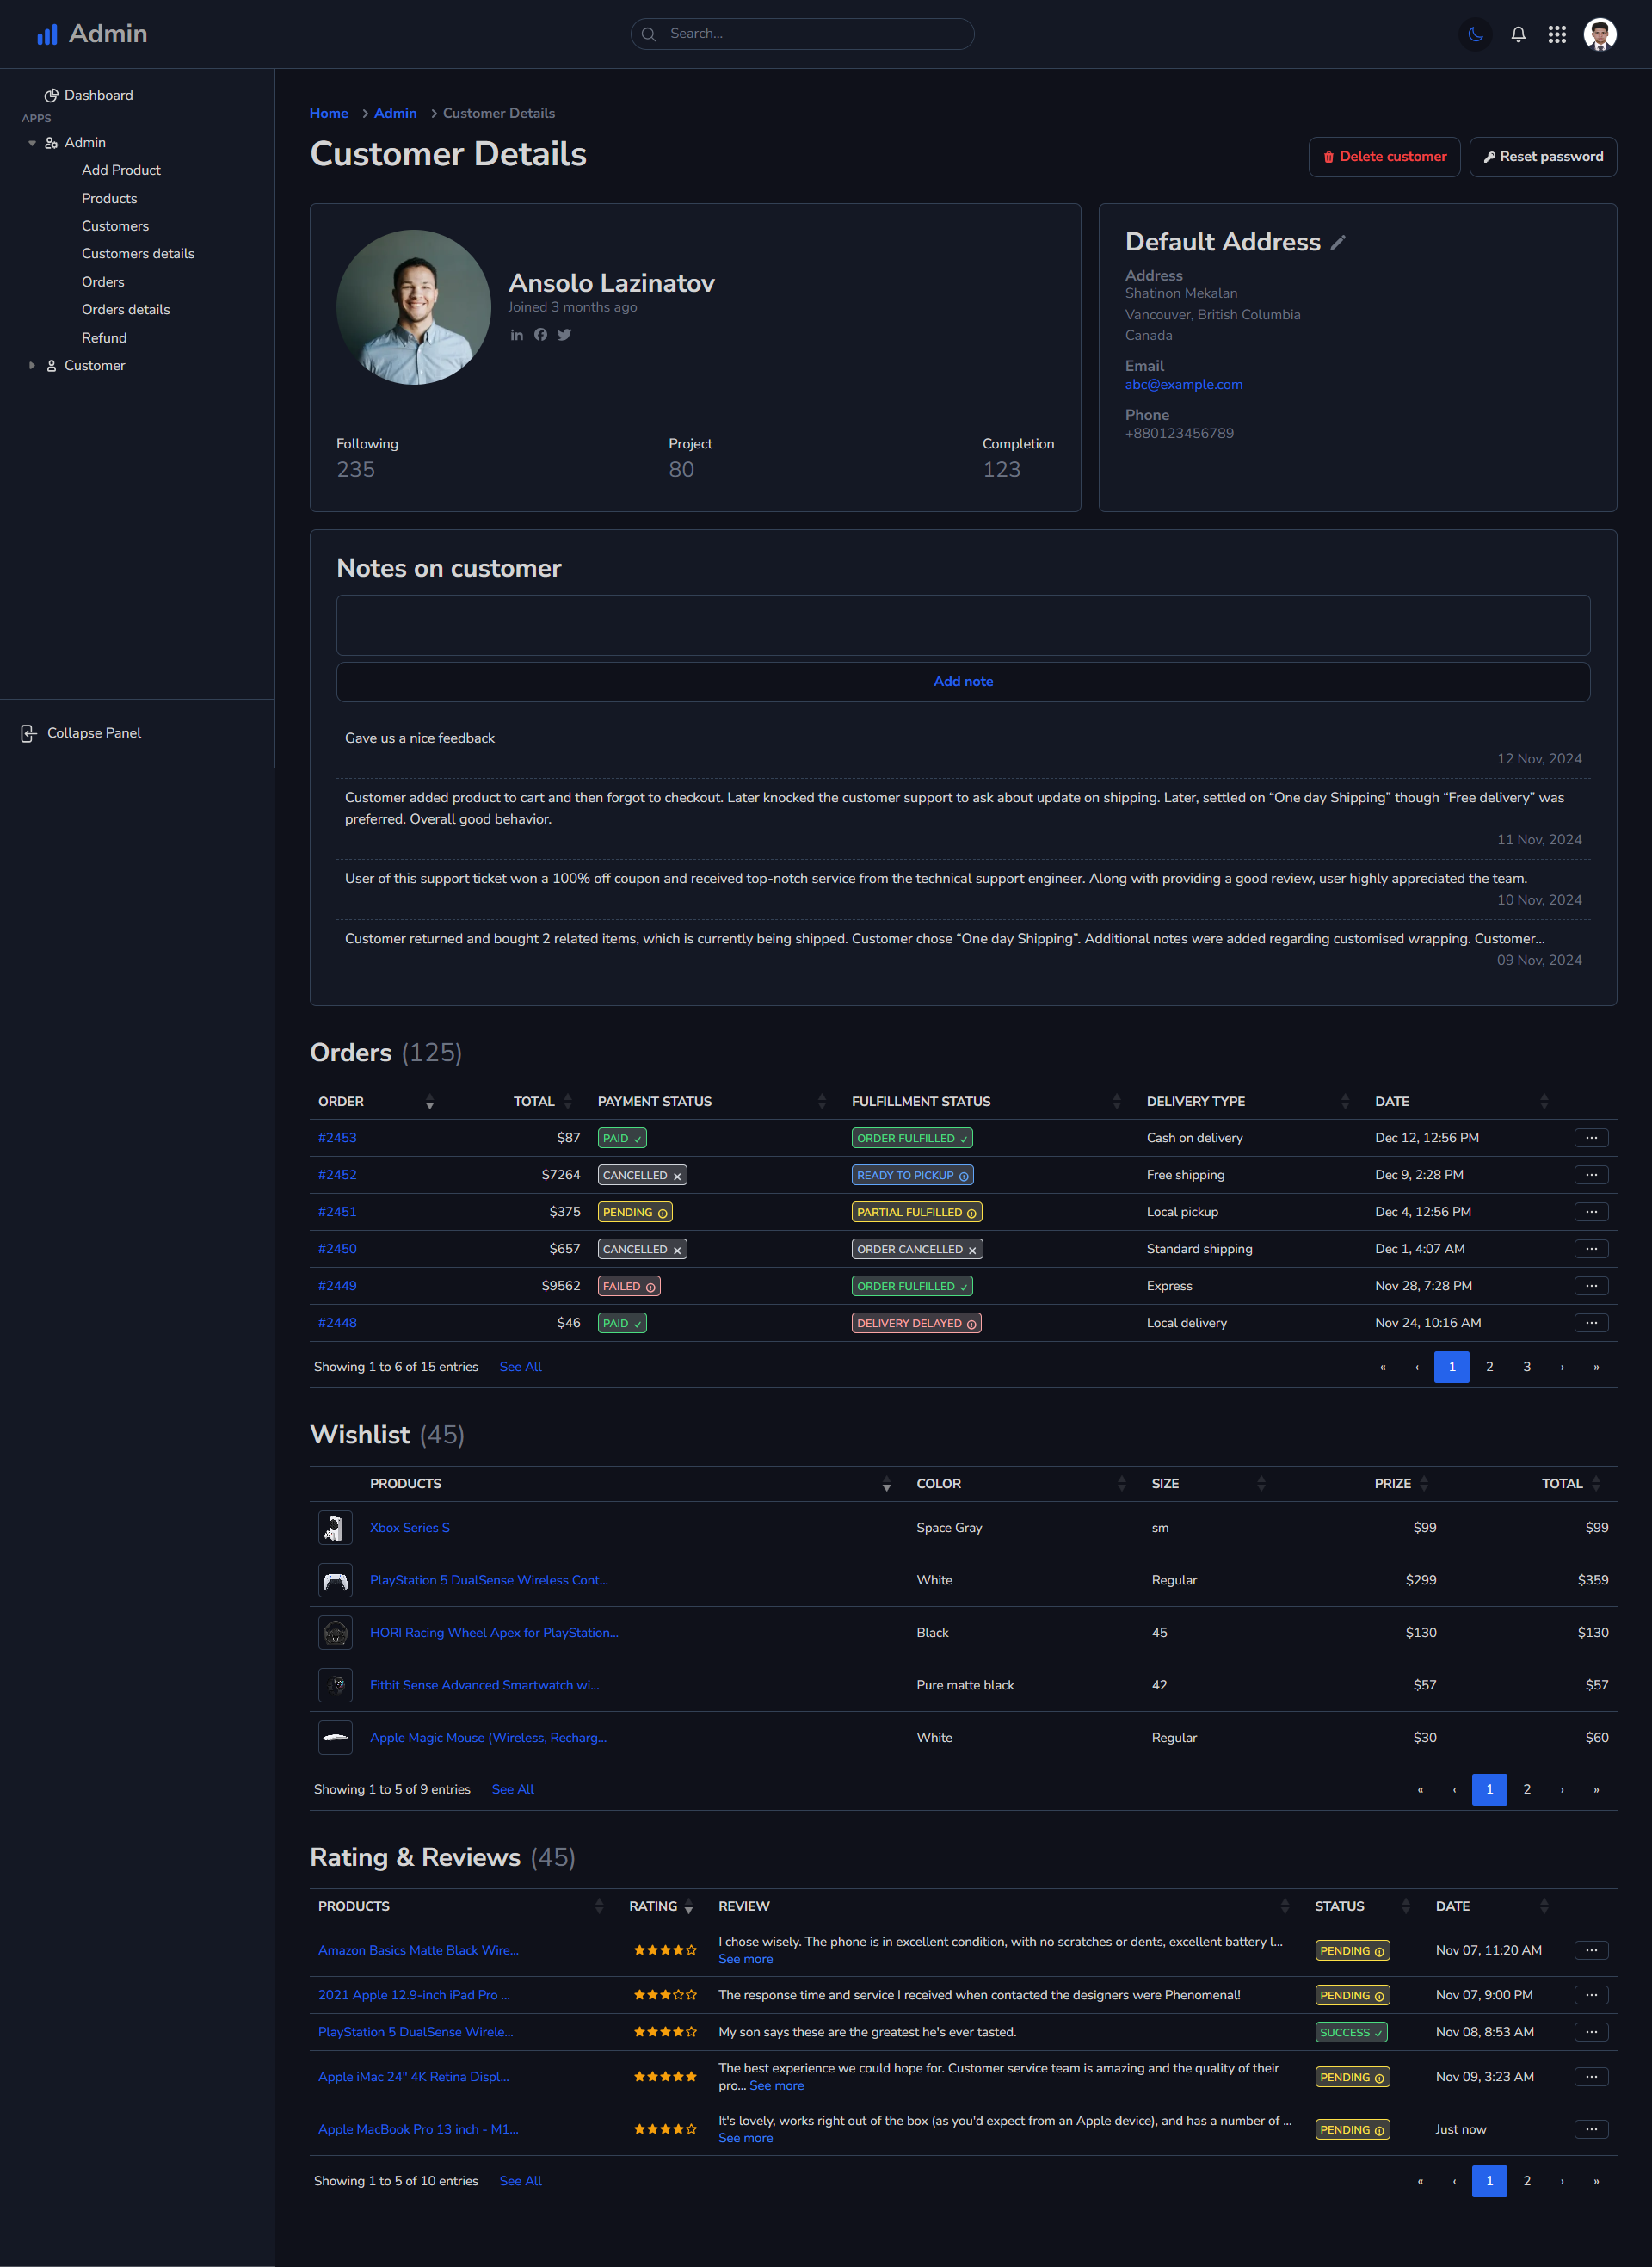 Admin
Search...
Dashboard
APPS
Admin
Add Product
Products
Customers
Customers details
Orders
Orders details
Refund
Customer
Collapse Panel
Home > Admin > Customer Details
Customer Details
Delete customer
Reset password
Ansolo Lazinatov
Joined 3 months ago
Following
235
Project
80
Completion
123
Default Address
Address
Shatinon Mekalan
Vancouver, British Columbia
Canada
Email
abc@example.com
Phone
+880123456789
Notes on customer
Add note
Gave us a nice feedback
12 Nov, 2024
Customer added product to cart and then forgot to checkout. Later knocked the customer support to ask about update on shipping. Later, settled on “One day Shipping” though “Free delivery” was
preferred. Overall good behavior.
11 Nov, 2024
User of this support ticket won a 100% off coupon and received top-notch service from the technical support engineer. Along with providing a good review, user highly appreciated the team.
10 Nov, 2024
Customer returned and bought 2 related items, which is currently being shipped. Customer chose “One day Shipping”. Additional notes were added regarding customised wrapping. Customer...
09 Nov, 2024
Orders (125)
ORDER TOTAL PAYMENT STATUS FULFILLMENT STATUS DELIVERY TYPE DATE
#2453 $87 PAID ORDER FULFILLED Cash on delivery Dec 12, 12:56 PM
#2452 $7264 CANCELLED READY TO PICKUP Free shipping Dec 9, 2:28 PM
#2451 $375 PENDING PARTIAL FULFILLED Local pickup Dec 4, 12:56 PM
#2450 $657 CANCELLED ORDER CANCELLED Standard shipping Dec 1, 4:07 AM
#2449 $9562 FAILED ORDER FULFILLED Express Nov 28, 7:28 PM
#2448 $46 PAID DELIVERY DELAYED Local delivery Nov 24, 10:16 AM
Showing 1 to 6 of 15 entries See All « ‹ 1 2 3 › »
Wishlist (45)
PRODUCTS COLOR SIZE PRIZE TOTAL
Xbox Series S Space Gray sm $99 $99
PlayStation 5 DualSense Wireless Cont... White Regular $299 $359
HORI Racing Wheel Apex for PlayStation... Black 45 $130 $130
Fitbit Sense Advanced Smartwatch wi... Pure matte black 42 $57 $57
Apple Magic Mouse (Wireless, Recharg... White Regular $30 $60
Showing 1 to 5 of 9 entries See All « ‹ 1 2 › »
Rating & Reviews (45)
PRODUCTS RATING REVIEW STATUS DATE
Amazon Basics Matte Black Wire... I chose wisely. The phone is in excellent condition, with no scratches or dents, excellent battery l... PENDING Nov 07, 11:20 AM
See more
2021 Apple 12.9-inch iPad Pro ... The response time and service I received when contacted the designers were Phenomenal! PENDING Nov 07, 9:00 PM
PlayStation 5 DualSense Wirele... My son says these are the greatest he's ever tasted. SUCCESS Nov 08, 8:53 AM
Apple iMac 24" 4K Retina Displ... The best experience we could hope for. Customer service team is amazing and the quality of their PENDING Nov 09, 3:23 AM
pro... See more
Apple MacBook Pro 13 inch - M1... It's lovely, works right out of the box (as you'd expect from an Apple device), and has a number of ... PENDING Just now
See more
Showing 1 to 5 of 10 entries See All « ‹ 1 2 › »